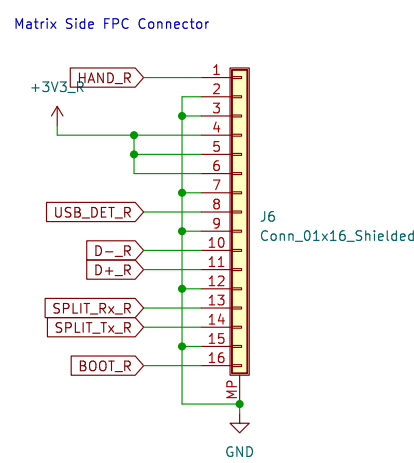 Matrix Side FPC Connector
HAND_R
+3V3_R
1
2
3
4
5
6
7
USB_DET_R
8
9
D-_R
10
D+_R
11
12
SPLIT_Rx_R
13
SPLIT_Tx_R
14
15
BOOT_R
16
J6
Conn_01x16_Shielded
MP
GND